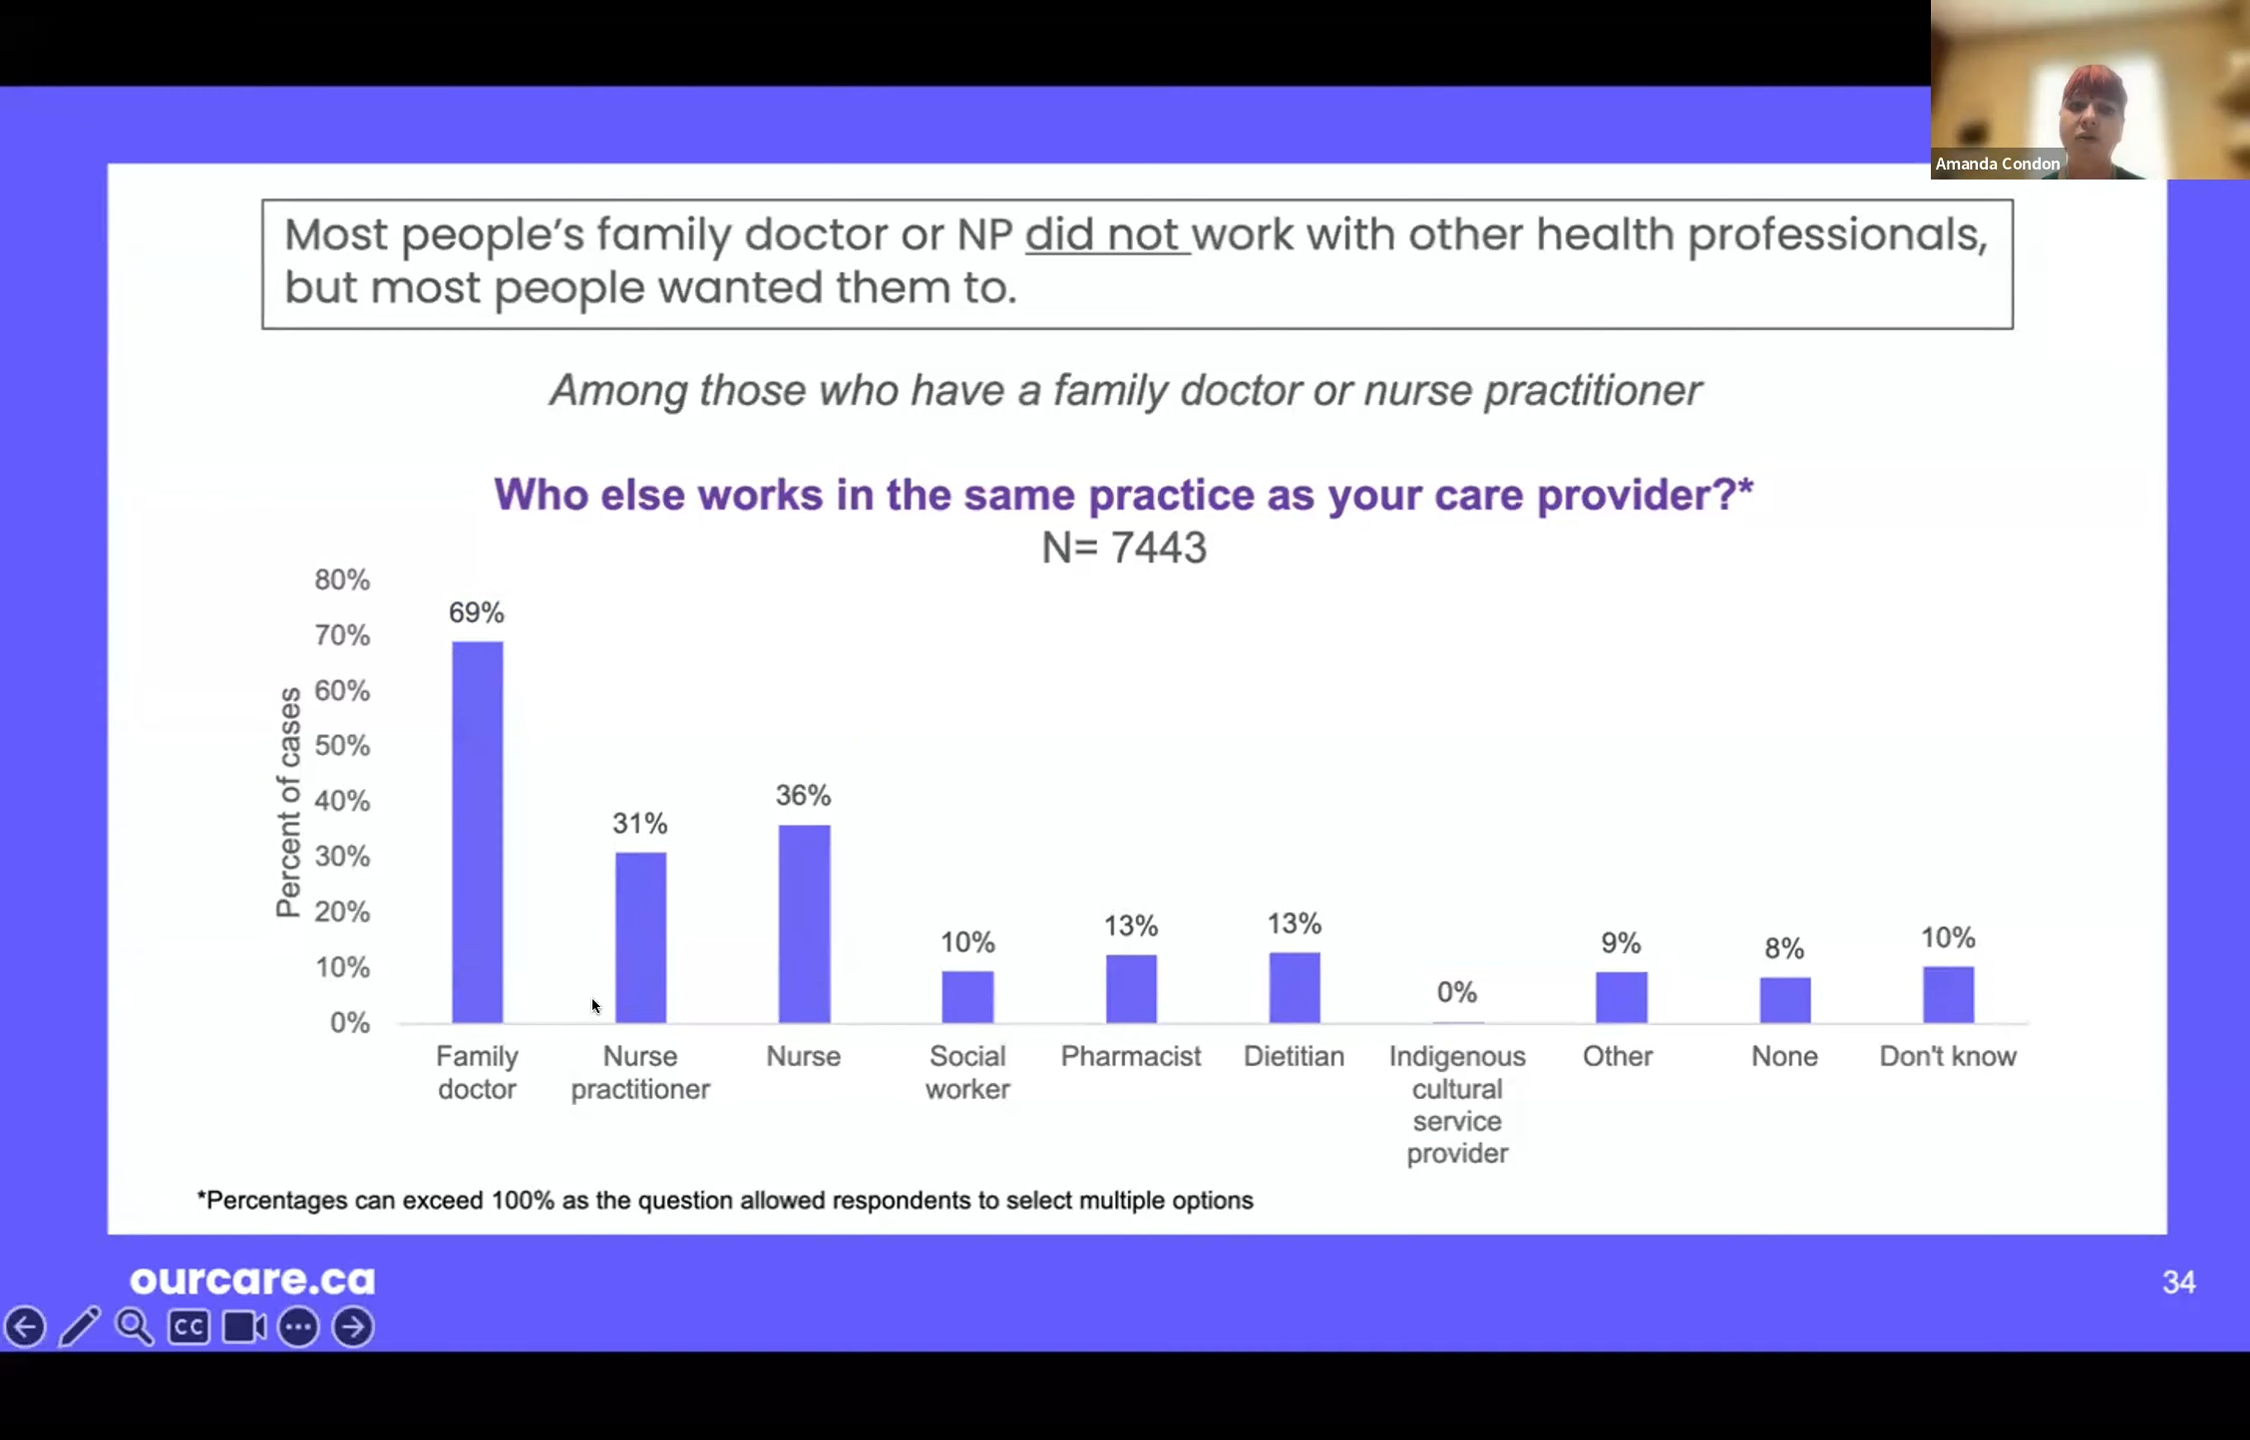 Amanda Condon
Most people's family doctor or NP did not work with other health professionals,
but most people wanted them to.
Among those who have a family doctor or nurse practitioner
Who else works in the same practice as your care provider?*
N= 7443
Percent of cases
80%
70%
60%
50%
40%
30%
20%
10%
0%
69%
31%
36%
10%
13%
13%
0%
9%
8%
10%
Family
doctor
Nurse
practitioner
Nurse
Social
worker
Pharmacist
Dietitian
Indigenous
cultural
service
provider
Other
None
Don't know
*Percentages can exceed 100% as the question allowed respondents to select multiple options
ourcare.ca
34
CC